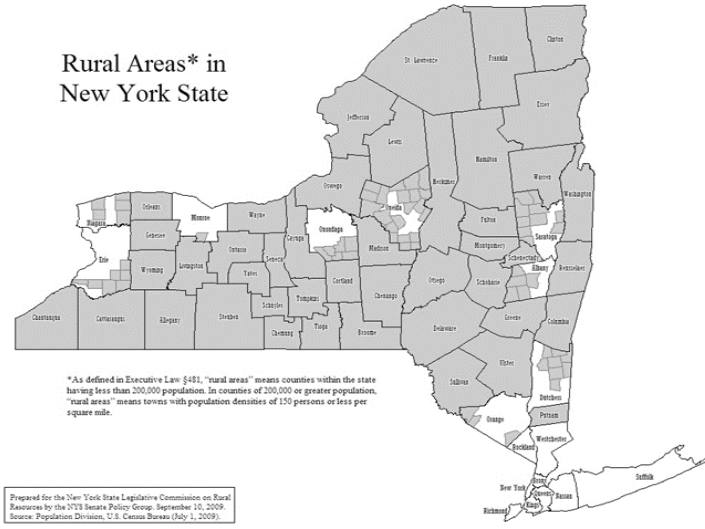 Rural Areas* in
New York State
Clinton
Franklin
St. Lawrence
Essex
Jefferson
Lewis
Hamilton
Herkimer
Warren
Washington
Oswego
Oneida
Niagara
Orleans
Monroe
Wayne
Onondaga
Fulton
Saratoga
Genesee
Ontario
Cayuga
Madison
Montgomery
Schenectady
Erie
Wyoming
Livingston
Seneca
Yates
Cortland
Otsego
Schoharie
Albany
Rensselaer
Chenango
Tompkins
Schuyler
Chautauqua
Cattaraugus
Allegany
Steuben
Chemung
Tioga
Broome
Delaware
Greene
Columbia
Ulster
Sullivan
Dutchess
Orange
Putnam
Rockland
Westchester
*As defined in Executive Law §481, “rural areas” means counties within the state
having less than 200,000 population. In counties of 200,000 or greater population,
“rural areas” means towns with population densities of 150 persons or less per
square mile.
Suffolk
Bronx
New York
Queens
Nassau
Kings
Richmond
Prepared for the New York State Legislative Commission on Rural
Resources by the NYS Senate Policy Group. September 10, 2009.
Source: Population Division, U.S. Census Bureau (July 1, 2009).